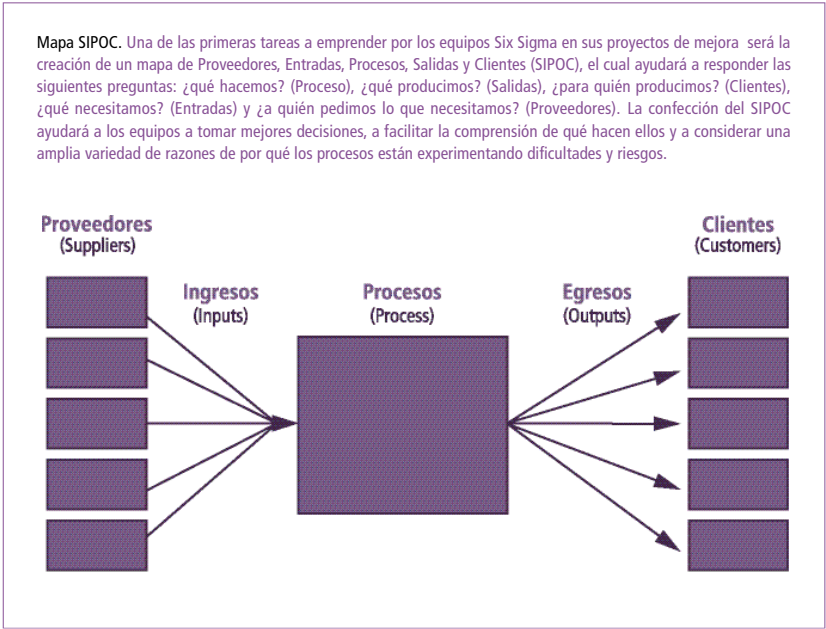 Mapa SIPOC. Una de las primeras tareas a emprender por los equipos Six Sigma en sus proyectos de mejora será la
creación de un mapa de Proveedores, Entradas, Procesos, Salidas y Clientes (SIPOC), el cual ayudará a responder las
siguientes preguntas: ¿qué hacemos? (Proceso), ¿qué producimos? (Salidas), ¿para quién producimos? (Clientes),
¿qué necesitamos? (Entradas) y ¿a quién pedimos lo que necesitamos? (Proveedores). La confección del SIPOC
ayudará a los equipos a tomar mejores decisiones, a facilitar la comprensión de qué hacen ellos y a considerar una
amplia variedad de razones de por qué los procesos están experimentando dificultades y riesgos.
Proveedores
(Suppliers)
Clientes
(Customers)
Ingresos
(Inputs)
Procesos
(Process)
Egresos
(Outputs)